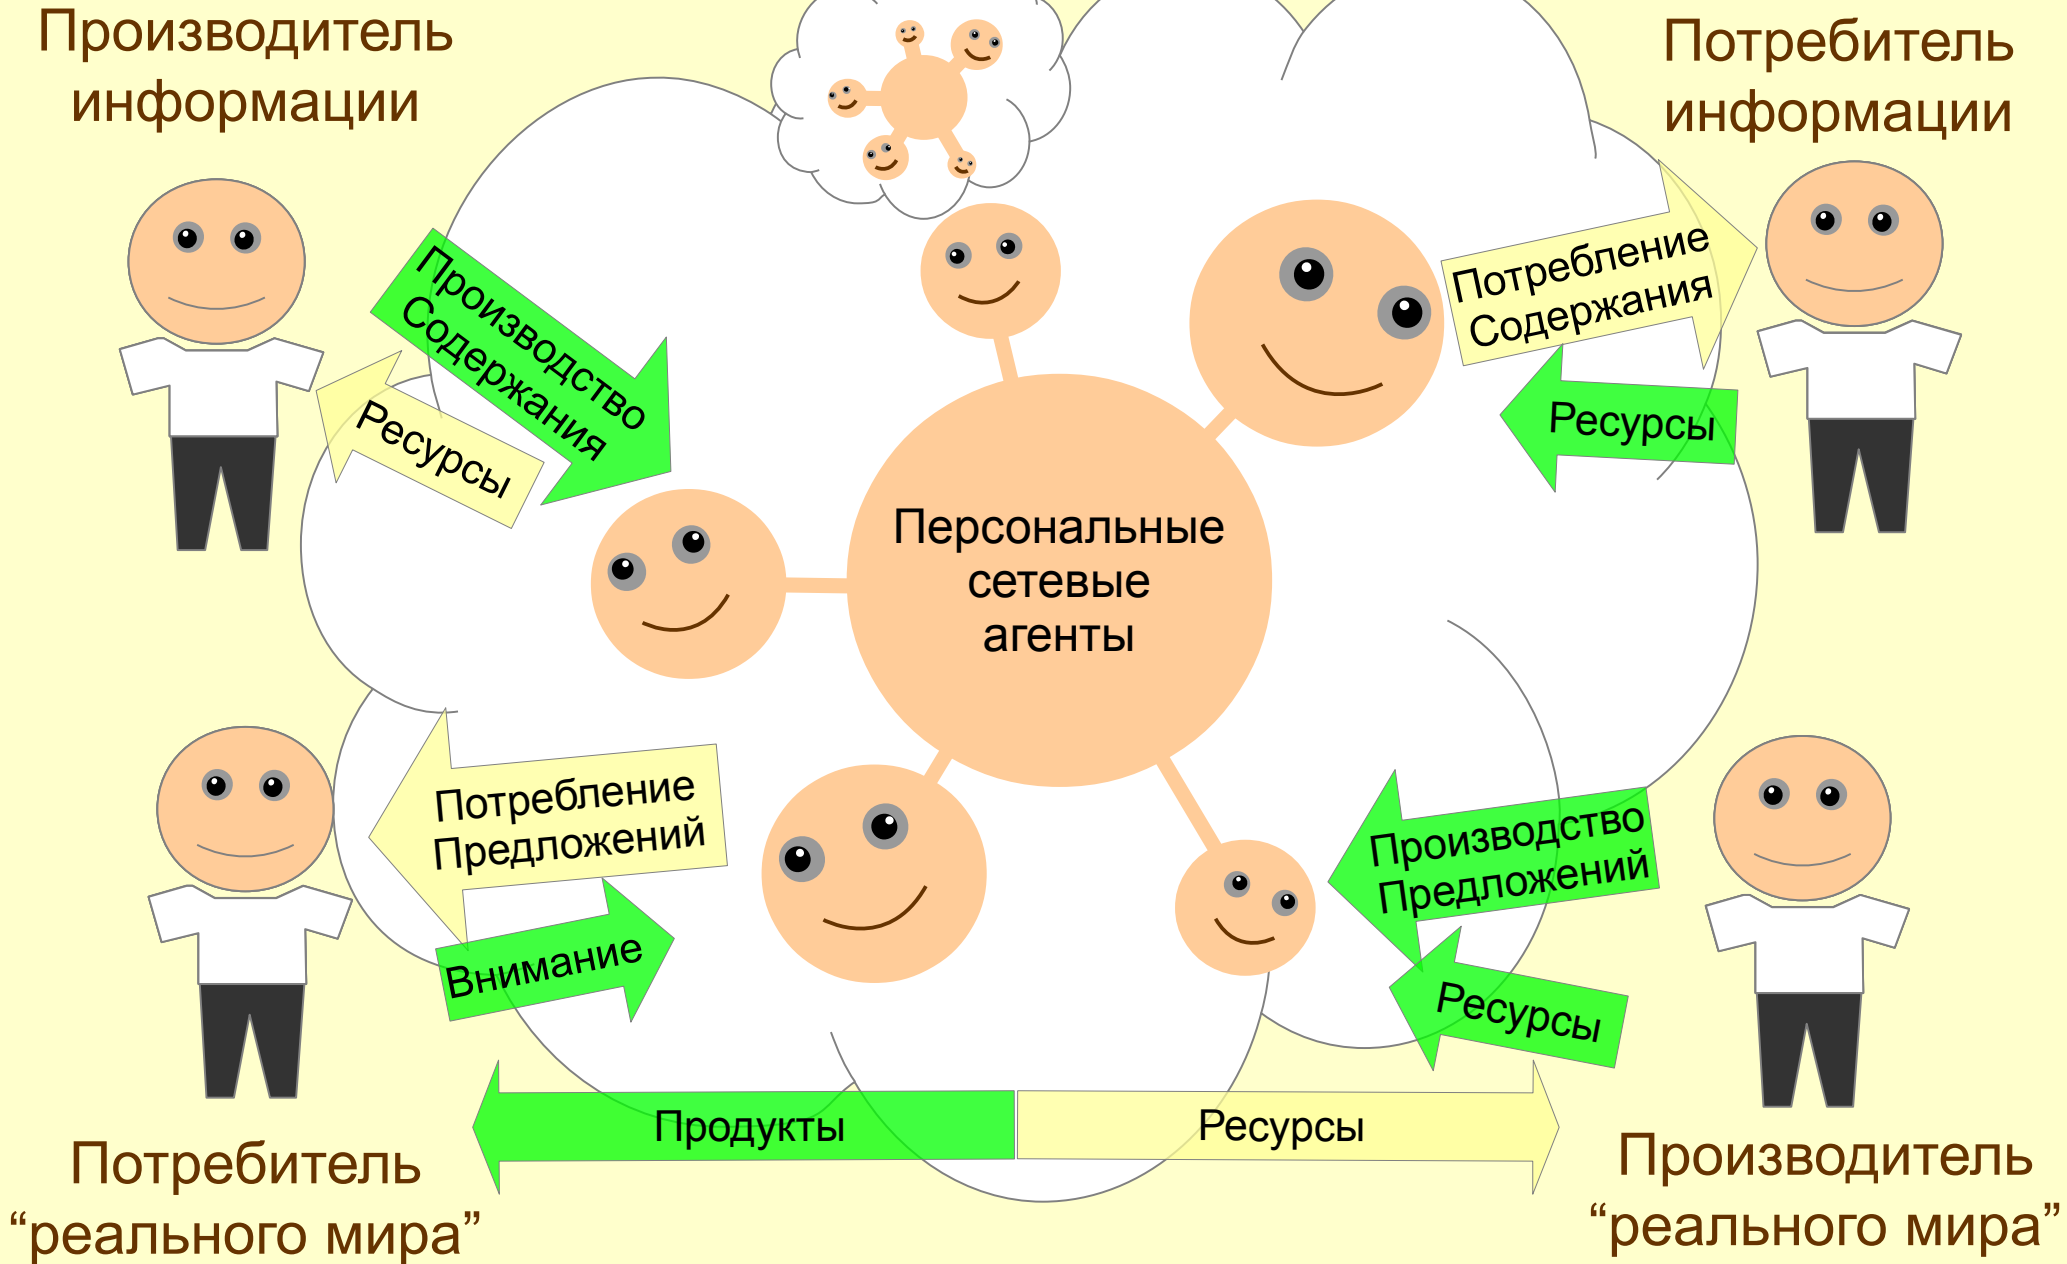 Производитель
информации
Потребитель
информации
Производство
Содержания
Ресурсы
Потребление
Содержания
Ресурсы
Персональные
сетевые
агенты
Потребление
Предложений
Внимание
Производство
Предложений
Ресурсы
Продукты
Ресурсы
Потребитель
“реального мира”
Производитель
“реального мира”